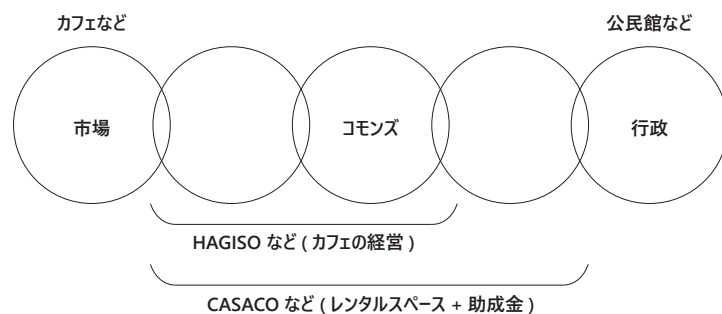 カフェなど
公民館など
市場
コモンズ
行政
HAGISO など ( カフェの経営 )
CASACO など ( レンタルスペース + 助成金 )